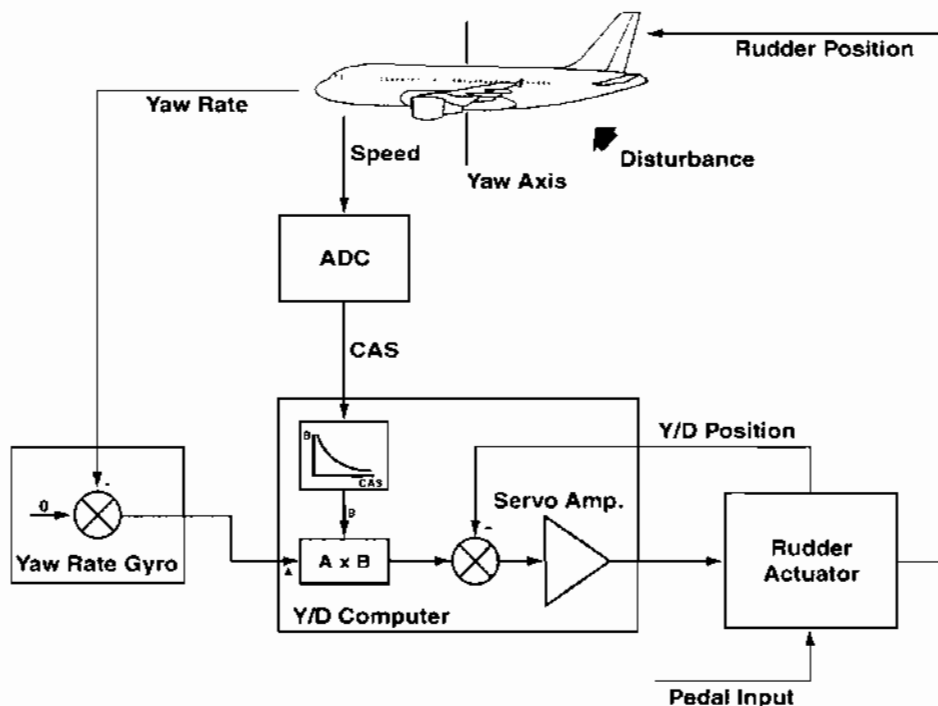 Rudder Position
Yaw Rate
Disturbance
Speed
Yaw Axis
ADC
CAS
Y/D Position
B
CAS
Servo Amp.
B
0
-
-
A x B
A
Rudder
Actuator
Yaw Rate Gyro
Y/D Computer
Pedal Input